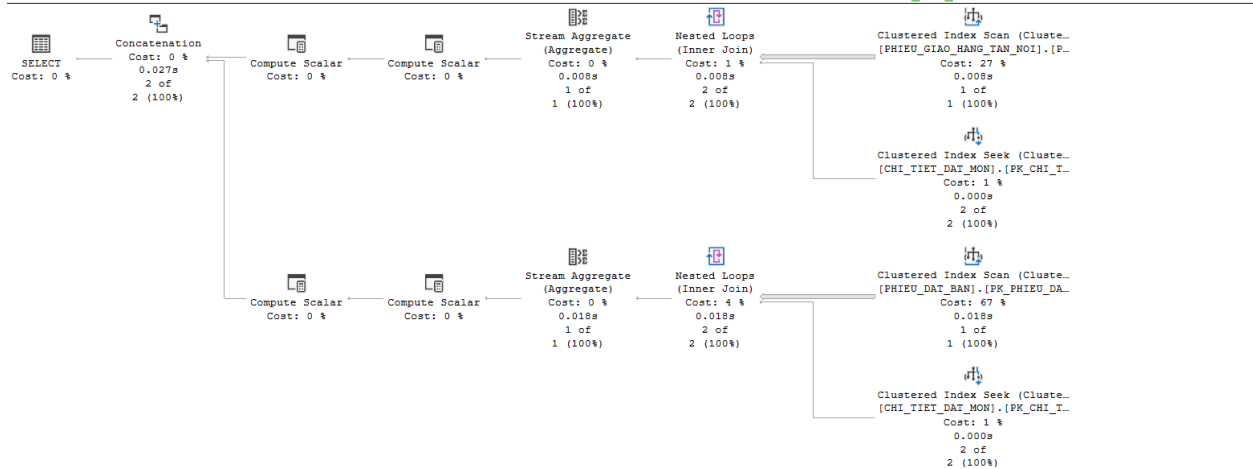 SELECT
Cost: 0 %
Concatenation
Cost: 0 %
0.027s
2 of
2 (100%)
Compute Scalar
Cost: 0 %
Compute Scalar
Cost: 0 %
Stream Aggregate
(Aggregate)
Cost: 0 %
0.008s
1 of
1 (100%)
Nested Loops
(Inner Join)
Cost: 1 %
0.008s
2 of
2 (100%)
Clustered Index Scan (Cluste…
[PHIEU_GIAO_HANG_TAN_NOI].[P…
Cost: 27 %
0.008s
1 of
1 (100%)
Clustered Index Seek (Cluste…
[CHI_TIET_DAT_MON].[PK_CHI_T…
Cost: 1 %
0.000s
2 of
2 (100%)
Compute Scalar
Cost: 0 %
Compute Scalar
Cost: 0 %
Stream Aggregate
(Aggregate)
Cost: 0 %
0.018s
1 of
1 (100%)
Nested Loops
(Inner Join)
Cost: 4 %
0.018s
2 of
2 (100%)
Clustered Index Scan (Cluste…
[PHIEU_DAT_BAN].[PK_PHIEU_DA…
Cost: 67 %
0.018s
1 of
1 (100%)
Clustered Index Seek (Cluste…
[CHI_TIET_DAT_MON].[PK_CHI_T…
Cost: 1 %
0.000s
2 of
2 (100%)